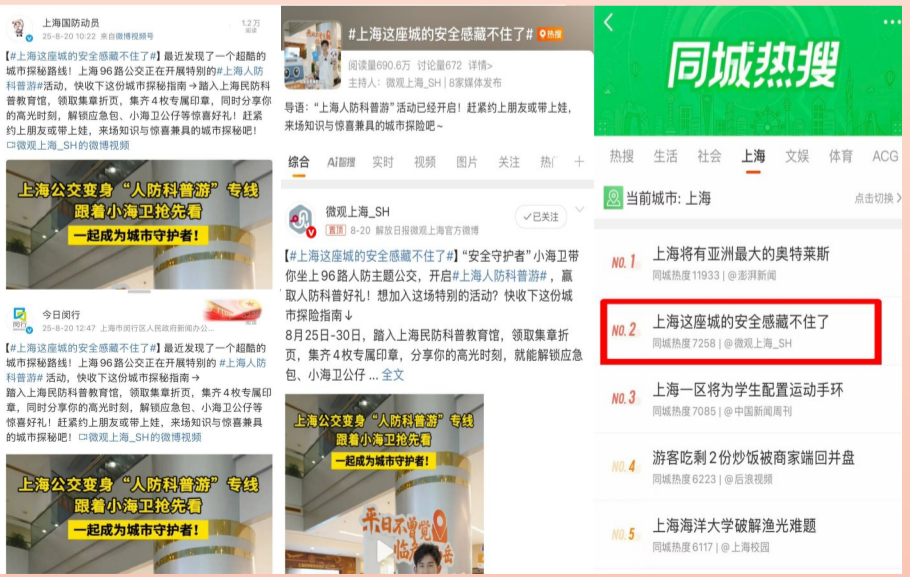 上海国防动员
25-8-20 10:22 来自微博视频号
1.2万
阅读
【#上海这座城的安全感藏不住了#】最近发现了一个超酷的
城市探秘路线！上海96路公交正在开展特别的#上海人防
科普游#活动，快收下这份城市探秘指南→踏入上海民防科
普教育馆，领取集章折页，集齐4枚专属印章，同时分享你
的高光时刻，解锁应急包、小海卫公仔等惊喜好礼！赶紧
约上朋友或带上娃，来场知识与惊喜兼具的城市探秘吧！
微观上海_SH的微博视频
上海公交变身“人防科普游”专线
跟着小海卫抢先看
一起成为城市守护者！
今日闵行
25-8-20 12:47 上海市闵行区人民政府新闻办公...
【#上海这座城的安全感藏不住了#】最近发现了一个超酷的
城市探秘路线！上海96路公交正在开展特别的 #上海人防
科普游# 活动，快收下这份城市探秘指南→
踏入上海民防科普教育馆，领取集章折页，集齐4枚专属印
章，同时分享你的高光时刻，解锁应急包、小海卫公仔等
惊喜好礼！赶紧约上朋友或带上娃，来场知识与惊喜兼具
的城市探秘吧！微观上海_SH的微博视频
上海公交变身“人防科普游”专线
跟着小海卫抢先看
一起成为城市守护者！
#上海这座城的安全感藏不住了# 热搜
阅读量690.6万 讨论量672 详情>
主持人：微观上海_SH | 8家媒体发布
导语：“上海人防科普游”活动已经开启！赶紧约上朋友或带上娃，
来场知识与惊喜兼具的城市探险吧～
综合 Ai智搜 实时 视频 图片 关注 热门
微观上海_SH
置顶 8-20 解放日报微观上海官方微博
已关注
【#上海这座城的安全感藏不住了#】“安全守护者”小海卫带
你坐上96路人防主题公交，开启#上海人防科普游#，赢
取人防科普好礼！想加入这场特别的活动？快收下这份城
市探险指南↓
8月25日-30日，踏入上海民防科普教育馆，领取集章折
页，集齐4枚专属印章，分享你的高光时刻，就能解锁应急
包、小海卫公仔 ... 全文
上海公交变身“人防科普游”专线
跟着小海卫抢先看
一起成为城市守护者！
平日不曾觉
同城热搜
热搜 生活 社会 上海 文娱 体育 ACG
当前城市: 上海
点击切换 >
NO. 1 上海将有亚洲最大的奥特莱斯
同城热度11933 | @澎湃新闻
NO. 2 上海这座城的安全感藏不住了
同城热度7258 | @微观上海_SH
NO. 3 上海一区将为学生配置运动手环
同城热度7085 | @中国新闻周刊
NO. 4 游客吃剩2份炒饭被商家端回并盘
同城热度6223 | @后浪视频
NO. 5 上海海洋大学破解渔光难题
同城热度6117 | @上海校园